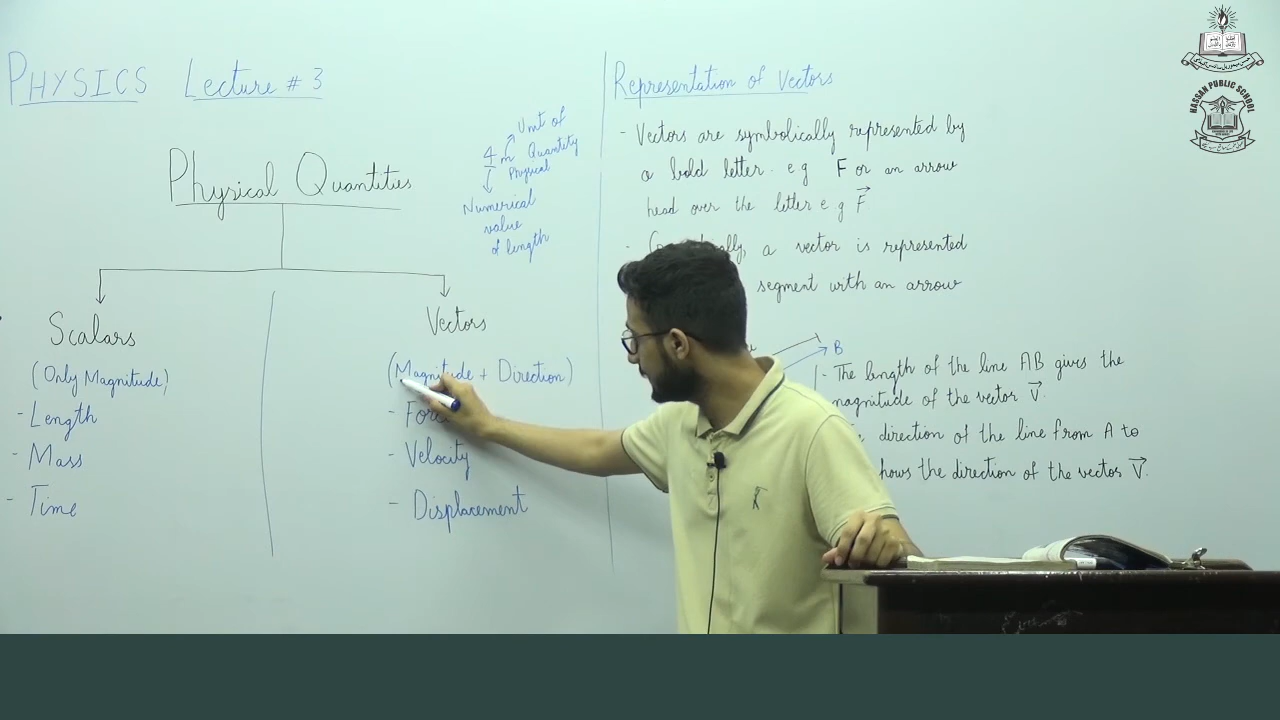 PHYSICS Lecture # 3
Physical Quantities
4 m
Unit of
Physical
Quantity
Numerical
value
of length
Scalars
(Only Magnitude)
- Length
- Mass
- Time
Vectors
(Magnitude + Direction)
- Velocity
- Displacement
Representation of Vectors
- Vectors are symbolically represented by
a bold letter. e.g F or an arrow
head over the letter e.g F⃗
- a vector is represented
segment with an arrow
B
- The length of the line AB gives the
magnitude of the vector V⃗.
direction of the line from A to
the direction of the vector V⃗.
HASSAN PUBLIC SCHOOL